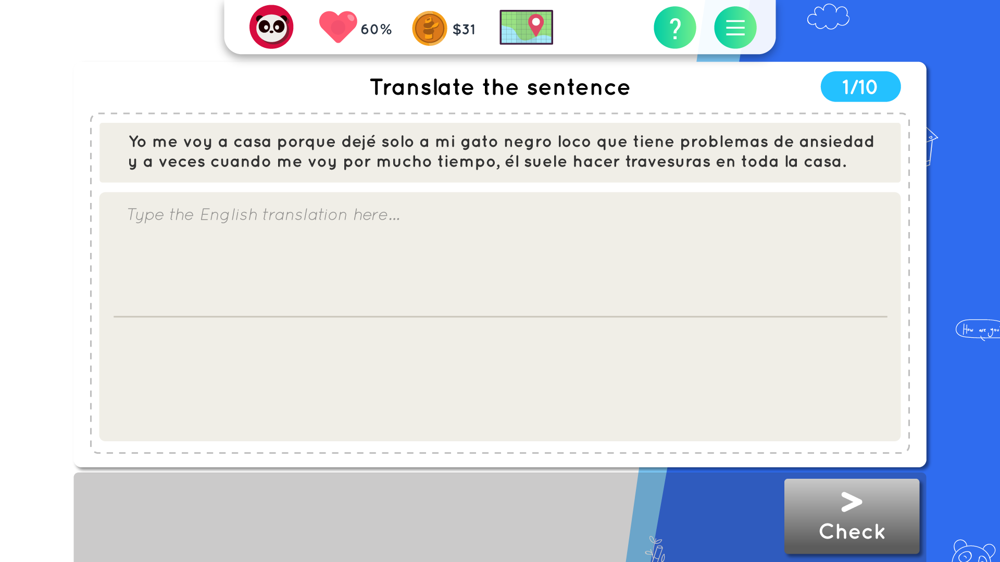 60%
$31
?
Translate the sentence
1/10
Yo me voy a casa porque dejé solo a mi gato negro loco que tiene problemas de ansiedad
y a veces cuando me voy por mucho tiempo, él suele hacer travesuras en toda la casa.
Type the English translation here...
How are you?
>
Check